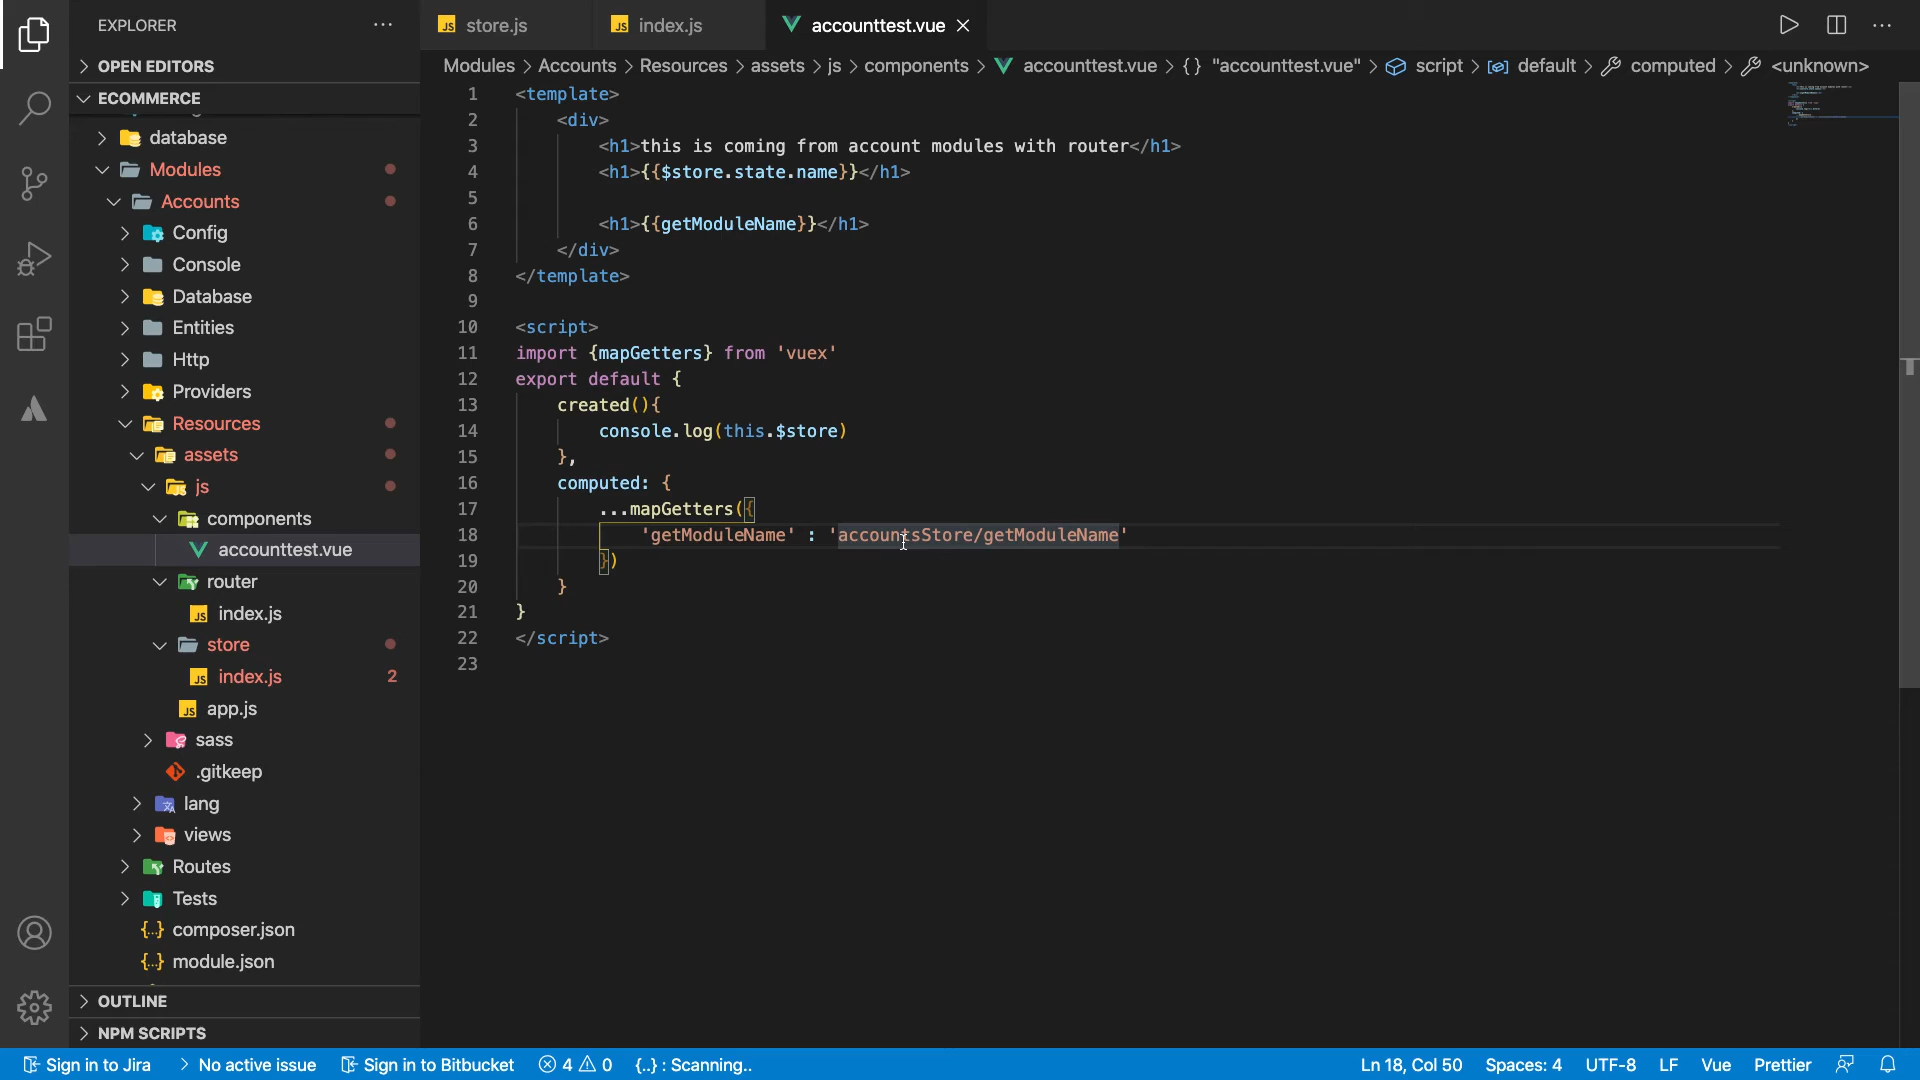 EXPLORER
OPEN EDITORS
ECOMMERCE
database
Modules
Accounts
Config
Console
Database
Entities
Http
Providers
Resources
assets
js
components
accounttest.vue
router
index.js
store
index.js 2
app.js
sass
.gitkeep
lang
views
Routes
Tests
composer.json
module.json
OUTLINE
NPM SCRIPTS
store.js
index.js
accounttest.vue
Modules > Accounts > Resources > assets > js > components > accounttest.vue > {} "accounttest.vue" > script > default > computed > <unknown>
1 <template>
2 <div>
3 <h1>this is coming from account modules with router</h1>
4 <h1>{{$store.state.name}}</h1>
5
6 <h1>{{getModuleName}}</h1>
7 </div>
8 </template>
9
10 <script>
11 import {mapGetters} from 'vuex'
12 export default {
13 created(){
14 console.log(this.$store)
15 },
16 computed: {
17 ...mapGetters({
18 'getModuleName' : 'accountsStore/getModuleName'
19 })
20 }
21 }
22 </script>
23
Sign in to Jira > No active issue Sign in to Bitbucket 4 0 {..} : Scanning.. Ln 18, Col 50 Spaces: 4 UTF-8 LF Vue Prettier